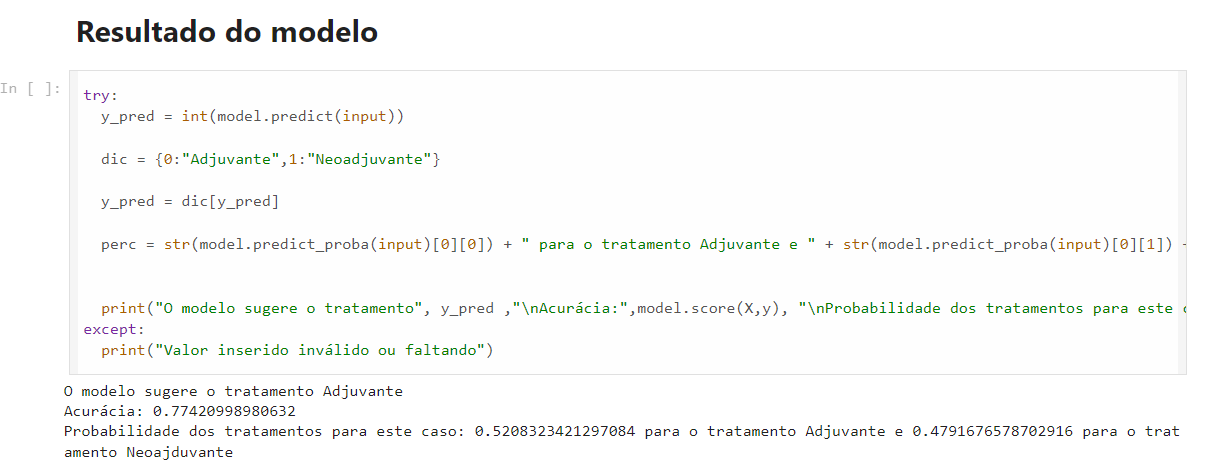 Resultado do modelo
In [ ]:
try:
y_pred = int(model.predict(input))
dic = {0:"Adjuvante",1:"Neoadjuvante"}
y_pred = dic[y_pred]
perc = str(model.predict_proba(input)[0][0]) + " para o tratamento Adjuvante e " + str(model.predict_proba(input)[0][1])
print("O modelo sugere o tratamento", y_pred ,"\nAcurácia:",model.score(X,y), "\nProbabilidade dos tratamentos para este
except:
print("Valor inserido inválido ou faltando")
O modelo sugere o tratamento Adjuvante
Acurácia: 0.77420998980632
Probabilidade dos tratamentos para este caso: 0.5208323421297084 para o tratamento Adjuvante e 0.4791676578702916 para o trat
amento Neoajduvante